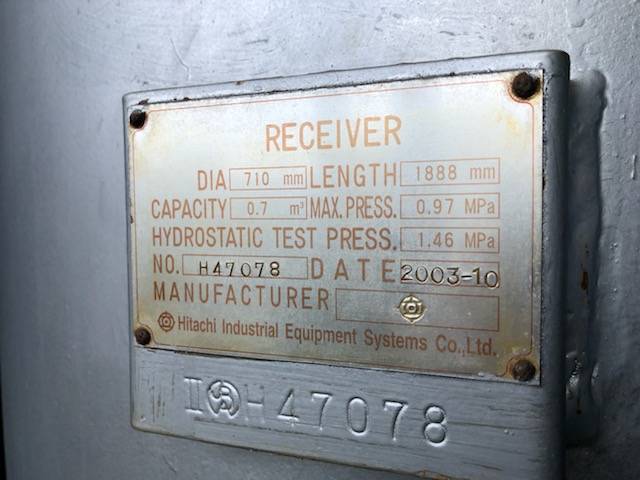 RECEIVER
DIA 710 mm LENGTH 1888 mm
CAPACITY 0.7 m³ MAX. PRESS. 0.97 MPa
HYDROSTATIC TEST PRESS. 1.46 MPa
NO. H47078 DATE 2003-10
MANUFACTURER
Hitachi Industrial Equipment Systems Co.,Ltd.
II H47078